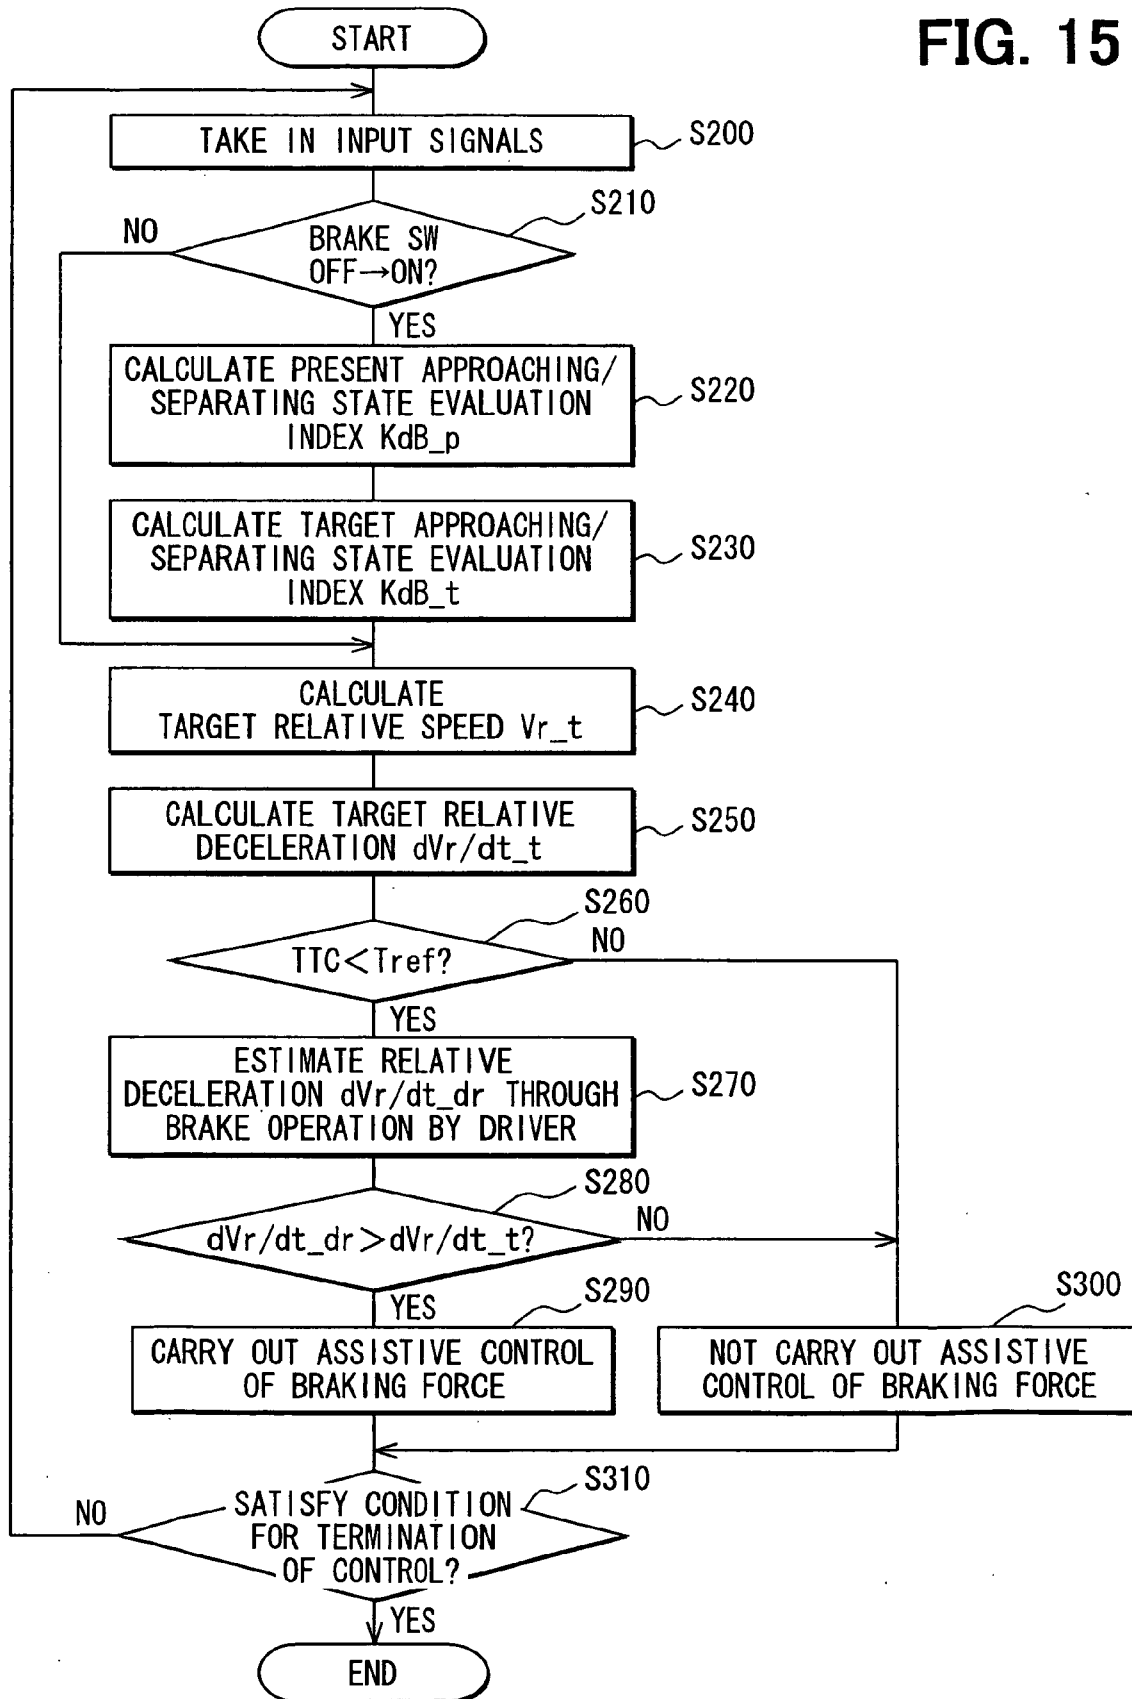 FIG. 15
START
TAKE IN INPUT SIGNALS
S200
S210
NO
BRAKE SW
OFF→ON?
YES
CALCULATE PRESENT APPROACHING/
SEPARATING STATE EVALUATION
INDEX KdB_p
S220
CALCULATE TARGET APPROACHING/
SEPARATING STATE EVALUATION
INDEX KdB_t
S230
CALCULATE
TARGET RELATIVE SPEED Vr_t
S240
CALCULATE TARGET RELATIVE
DECELERATION dVr/dt_t
S250
S260
TTC<Tref?
NO
YES
ESTIMATE RELATIVE
DECELERATION dVr/dt_dr THROUGH
BRAKE OPERATION BY DRIVER
S270
S280
dVr/dt_dr>dVr/dt_t?
NO
YES
S290
CARRY OUT ASSISTIVE CONTROL
OF BRAKING FORCE
S300
NOT CARRY OUT ASSISTIVE
CONTROL OF BRAKING FORCE
S310
NO
SATISFY CONDITION
FOR TERMINATION
OF CONTROL?
YES
END